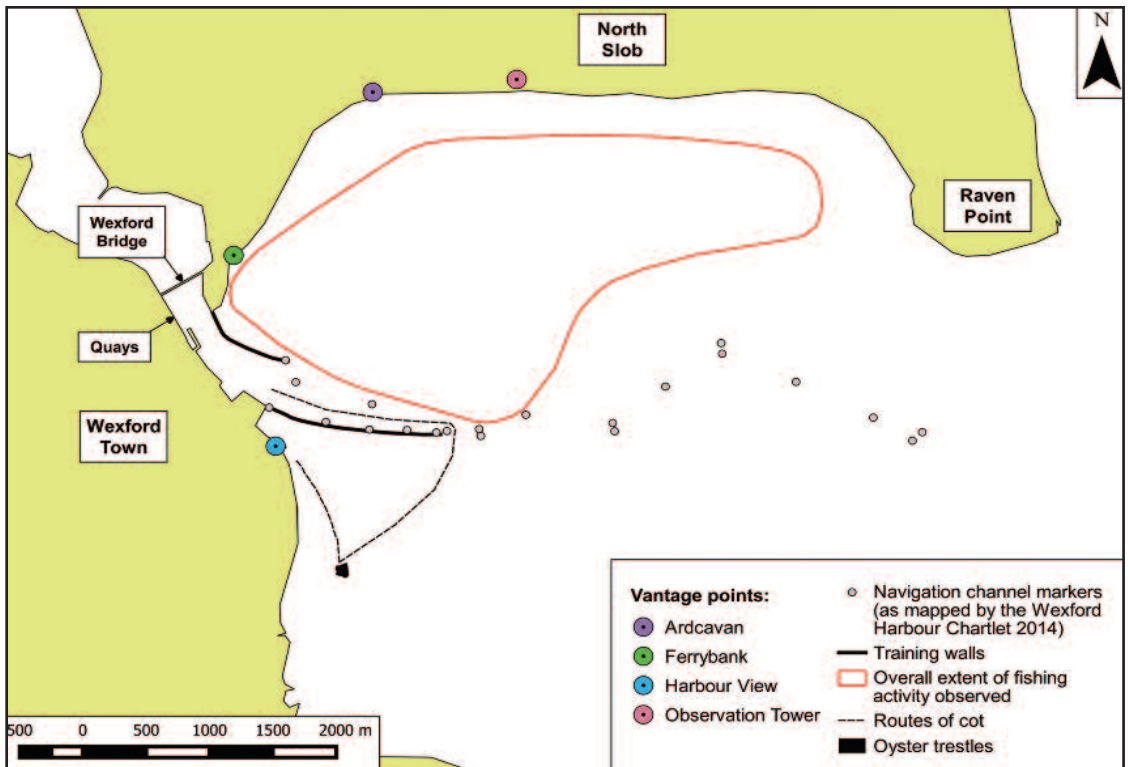 North
Slob
N
Wexford
Bridge
Raven
Point
Quays
Wexford
Town
Vantage points:
Ardcavan
Ferrybank
Harbour View
Observation Tower
Navigation channel markers
(as mapped by the Wexford
Harbour Chartlet 2014)
Training walls
Overall extent of fishing
activity observed
Routes of cot
Oyster trestles
500 0 500 1000 1500 2000 m